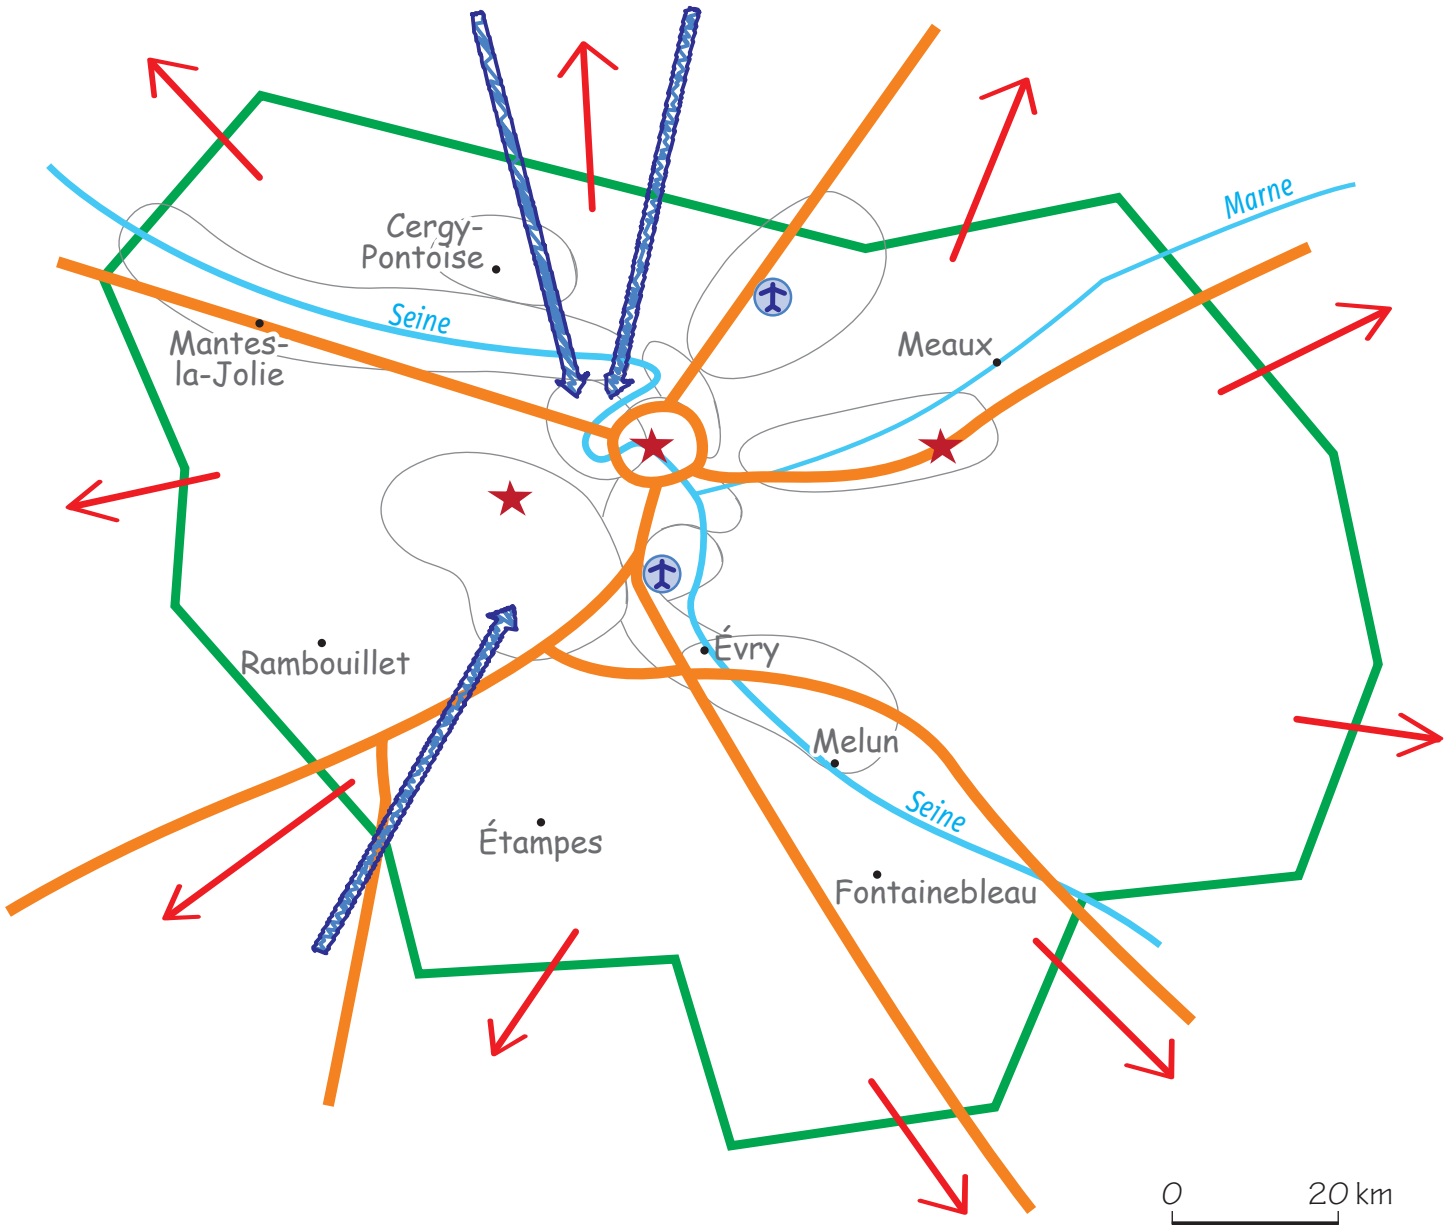 Marne
Cergy-
Pontoise
Seine
Meaux
Mantes-
la-Jolie
Évry
Rambouillet
Melun
Seine
Étampes
Fontainebleau
0 20 km